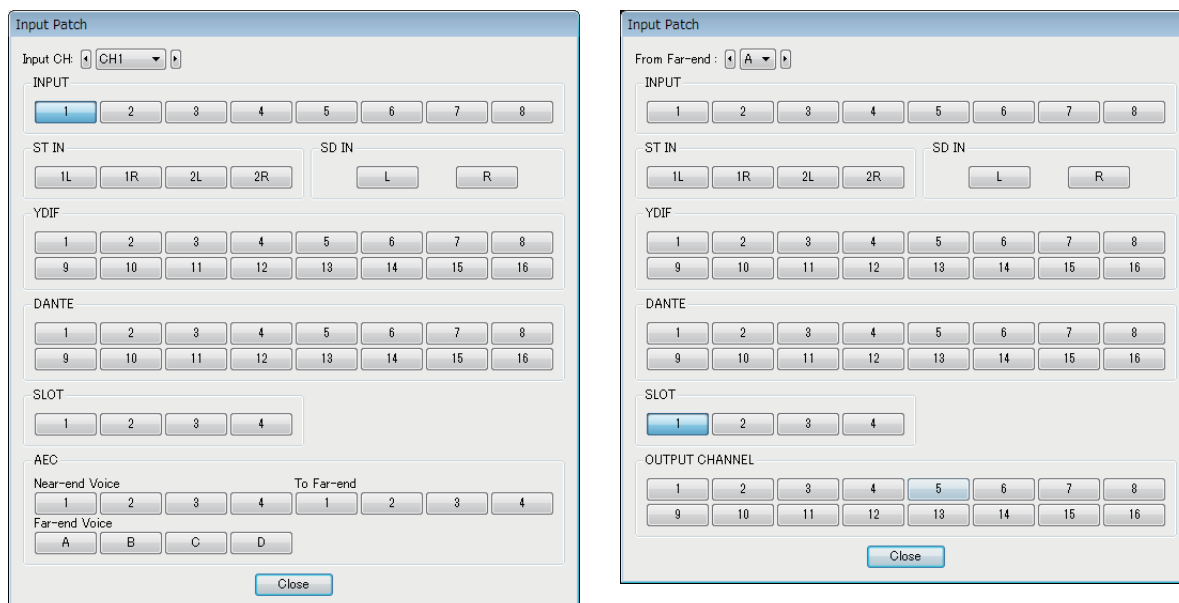 Input Patch
Input CH: CH1
INPUT
1 2 3 4 5 6 7 8
ST IN SD IN
1L 1R 2L 2R L R
YDIF
1 2 3 4 5 6 7 8
9 10 11 12 13 14 15 16
DANTE
1 2 3 4 5 6 7 8
9 10 11 12 13 14 15 16
SLOT
1 2 3 4
AEC
Near-end Voice To Far-end
1 2 3 4 1 2 3 4
Far-end Voice
A B C D
Close
Input Patch
From Far-end : A
INPUT
1 2 3 4 5 6 7 8
ST IN SD IN
1L 1R 2L 2R L R
YDIF
1 2 3 4 5 6 7 8
9 10 11 12 13 14 15 16
DANTE
1 2 3 4 5 6 7 8
9 10 11 12 13 14 15 16
SLOT
1 2 3 4
OUTPUT CHANNEL
1 2 3 4 5 6 7 8
9 10 11 12 13 14 15 16
Close